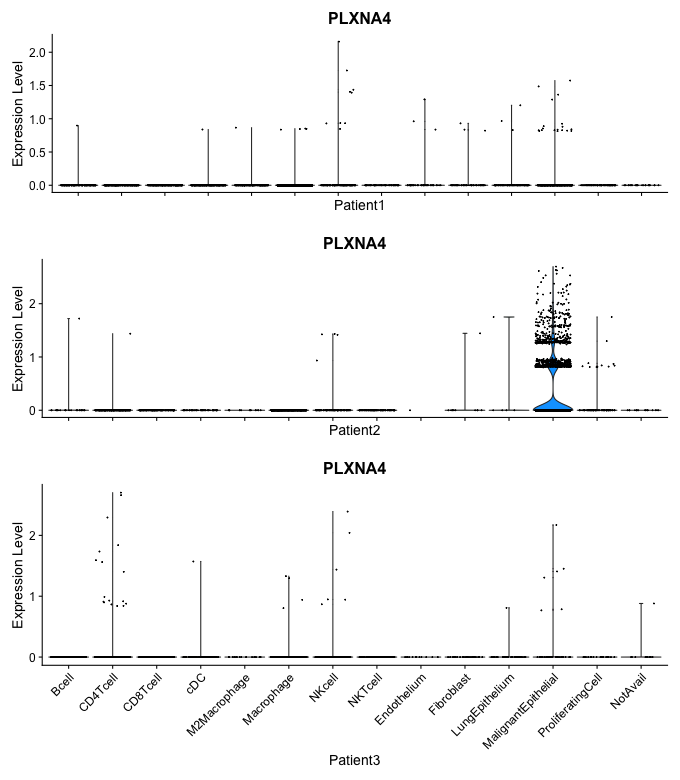 PLXNA4
Expression Level
2.0
1.5
1.0
0.5
0.0
Patient1
PLXNA4
Expression Level
2
1
0
Patient2
PLXNA4
Expression Level
2
1
0
Bcell
CD4Tcell
CD8Tcell
cDC
M2Macrophage
Macrophage
NKcell
NKTcell
Endothelium
Fibroblast
LungEpithelium
MalignantEpithelial
ProliferatingCell
NotAvail
Patient3